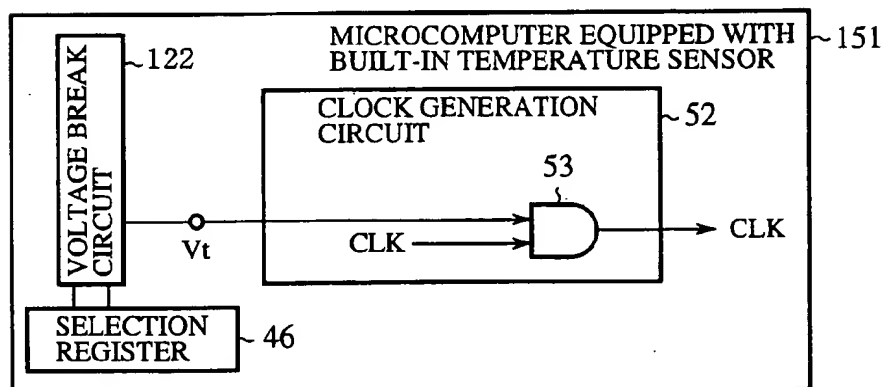 MICROCOMPUTER EQUIPPED WITH
BUILT-IN TEMPERATURE SENSOR
151
122
VOLTAGE BREAK
CIRCUIT
CLOCK GENERATION
CIRCUIT
52
53
Vt
CLK
CLK
SELECTION
REGISTER
46